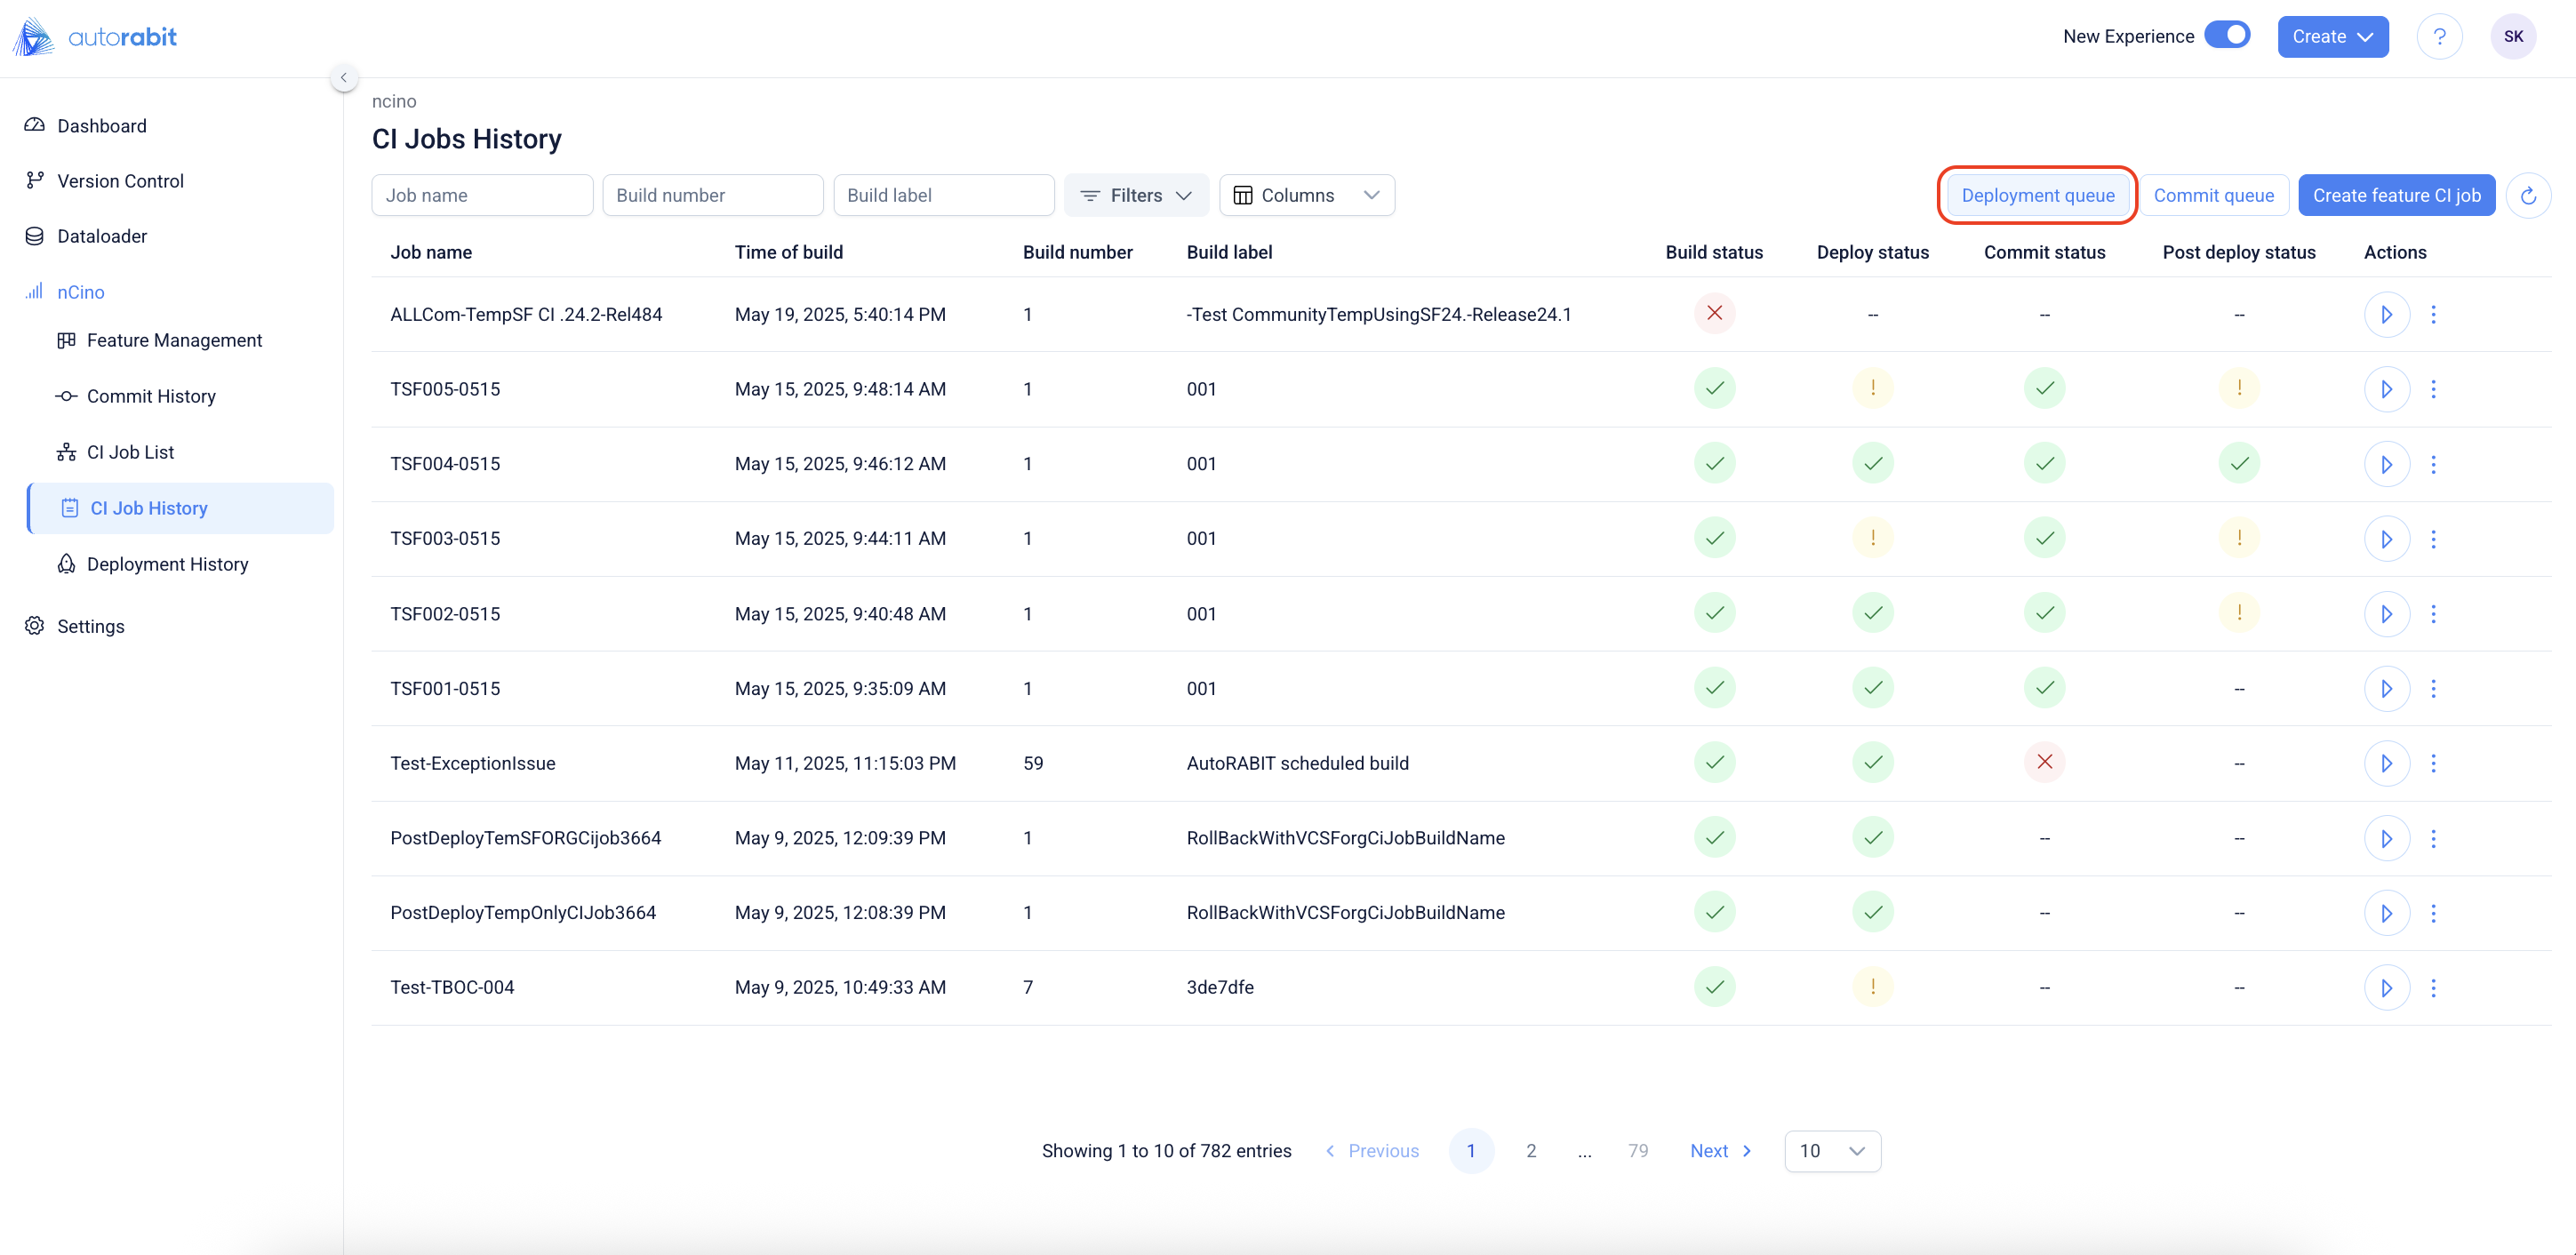 autorabit
New Experience
Create
?
SK
Dashboard
Version Control
Dataloader
nCino
Feature Management
Commit History
CI Job List
CI Job History
Deployment History
Settings
ncino
CI Jobs History
Job name Build number Build label Filters Columns Deployment queue Commit queue Create feature CI job
Job name Time of build Build number Build label Build status Deploy status Commit status Post deploy status Actions
ALLCom-TempSF CI .24.2-Rel484 May 19, 2025, 5:40:14 PM 1 -Test CommunityTempUsingSF24.-Release24.1 -- -- --
TSF005-0515 May 15, 2025, 9:48:14 AM 1 001 ! !
TSF004-0515 May 15, 2025, 9:46:12 AM 1 001
TSF003-0515 May 15, 2025, 9:44:11 AM 1 001 ! !
TSF002-0515 May 15, 2025, 9:40:48 AM 1 001 !
TSF001-0515 May 15, 2025, 9:35:09 AM 1 001 --
Test-ExceptionIssue May 11, 2025, 11:15:03 PM 59 AutoRABIT scheduled build --
PostDeployTemSFORGCijob3664 May 9, 2025, 12:09:39 PM 1 RollBackWithVCSForgCiJobBuildName -- --
PostDeployTempOnlyCIJob3664 May 9, 2025, 12:08:39 PM 1 RollBackWithVCSForgCiJobBuildName -- --
Test-TBOC-004 May 9, 2025, 10:49:33 AM 7 3de7dfe ! -- --
Showing 1 to 10 of 782 entries Previous 1 2 ... 79 Next 10